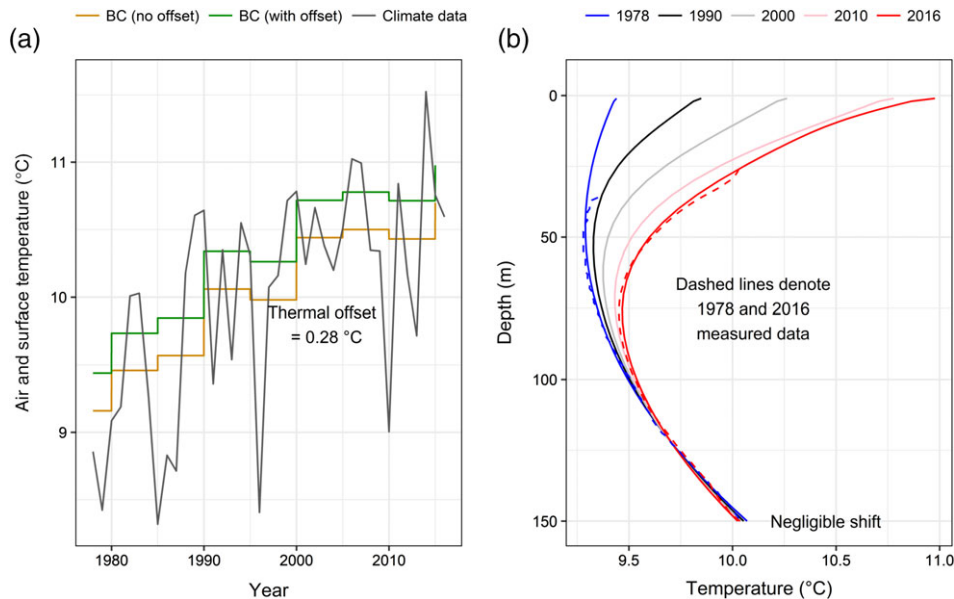 BC (no offset) BC (with offset) Climate data
1978 1990 2000 2010 2016
(a)
(b)
Air and surface temperature (°C)
11
10
9
Thermal offset
= 0.28 °C
1980 1990 2000 2010
Year
Depth (m)
0
50
100
150
Dashed lines denote
1978 and 2016
measured data
Negligible shift
9.5 10.0 10.5 11.0
Temperature (°C)